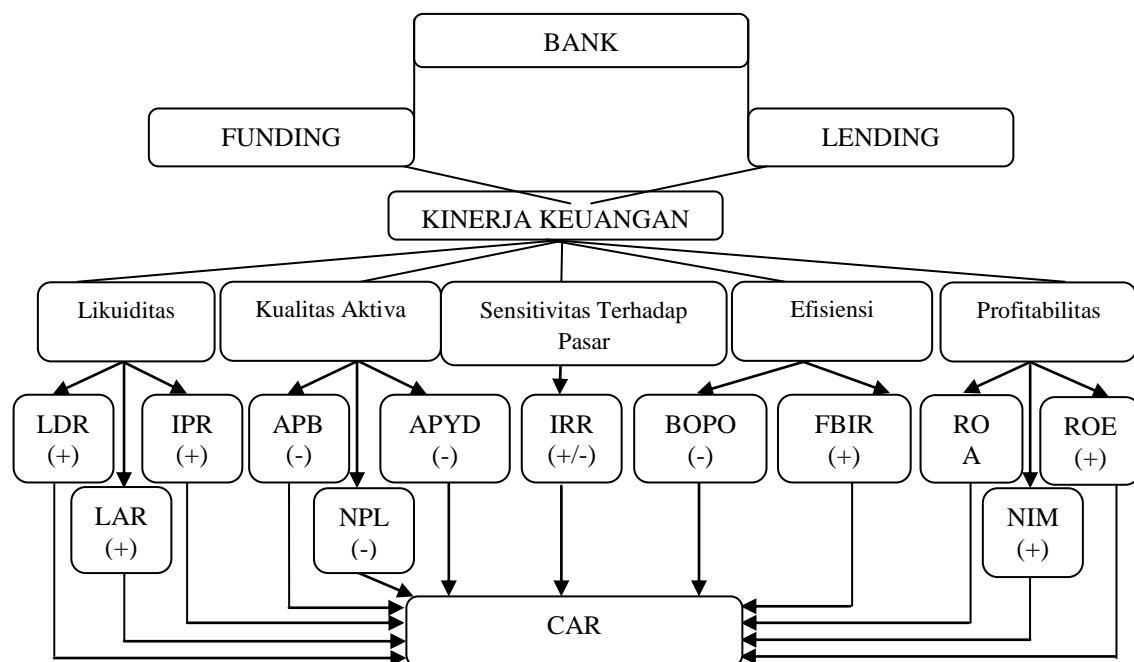 BANK
FUNDING
LENDING
KINERJA KEUANGAN
Likuiditas
Kualitas Aktiva
Sensitivitas Terhadap
Pasar
Efisiensi
Profitabilitas
LDR
(+)
IPR
(+)
APB
(-)
APYD
(-)
IRR
(+/-)
BOPO
(-)
FBIR
(+)
RO
A
ROE
(+)
LAR
(+)
NPL
(-)
NIM
(+)
CAR